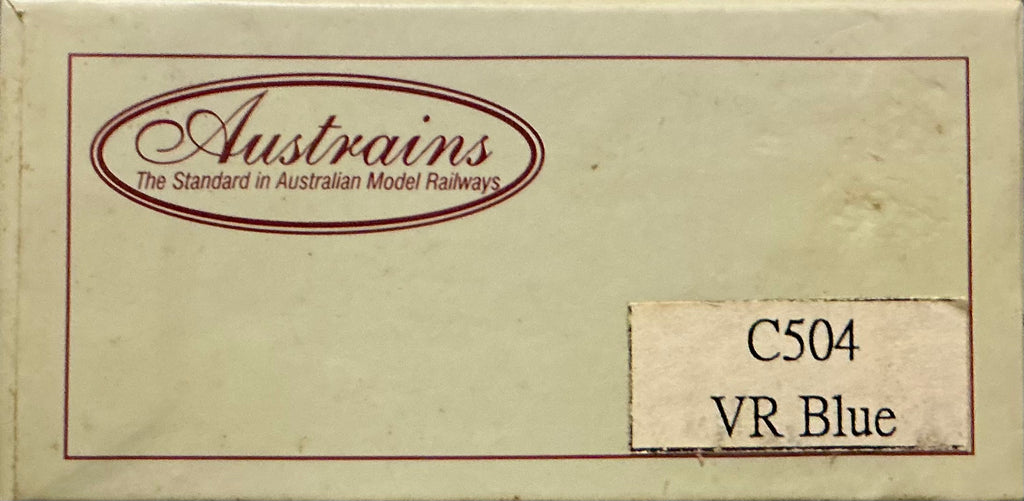 Austrains
The Standard in Australian Model Railways
C504
VR Blue